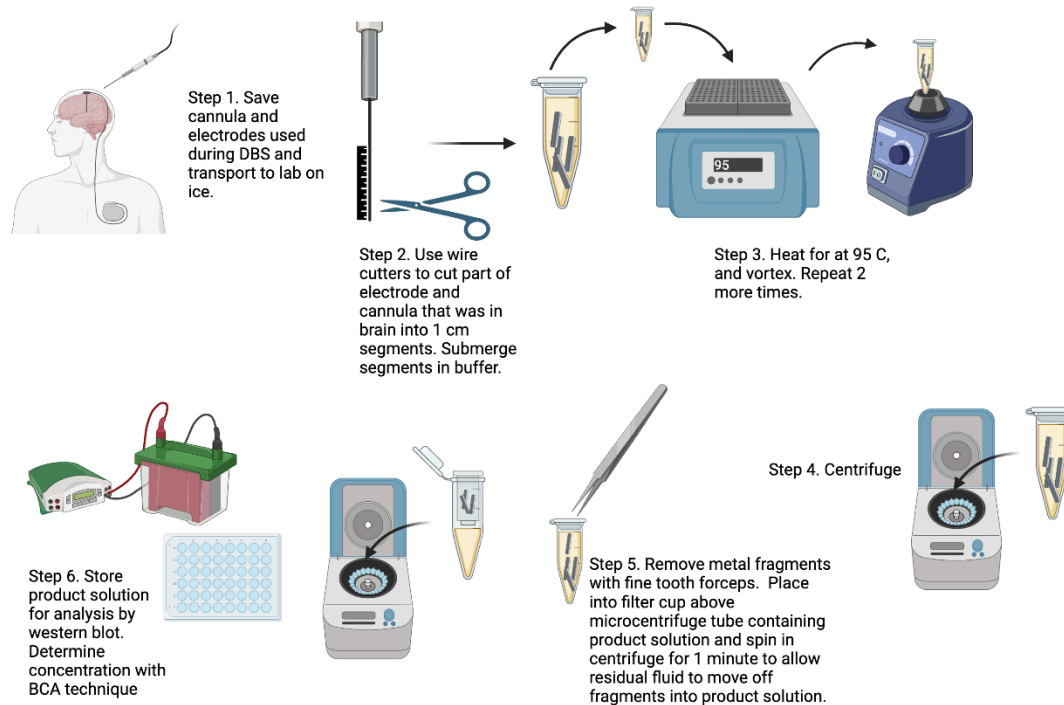 Step 1. Save
cannula and
electrodes used
during DBS and
transport to lab on
ice.
Step 2. Use wire
cutters to cut part of
electrode and
cannula that was in
brain into 1 cm
segments. Submerge
segments in buffer.
95
Step 3. Heat for at 95 C,
and vortex. Repeat 2
more times.
Step 4. Centrifuge
Step 5. Remove metal fragments
with fine tooth forceps.  Place
into filter cup above
microcentrifuge tube containing
product solution and spin in
centrifuge for 1 minute to allow
residual fluid to move off
fragments into product solution.
Step 6. Store
product solution
for analysis by
western blot.
Determine
concentration with
BCA technique